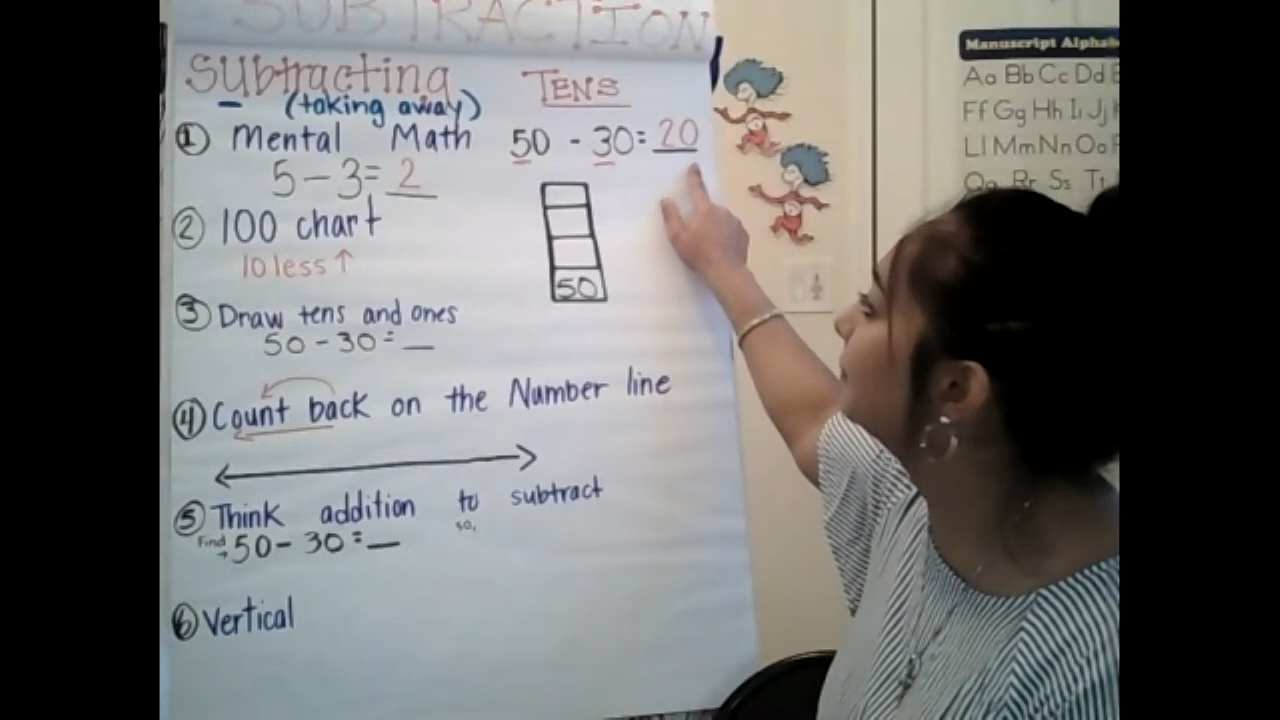 SUBTRACTION
Subtracting
- (taking away)
TENS
① Mental Math
50 - 30 = 20
5 - 3 = 2
② 100 chart
10 less ↑
50
③ Draw tens and ones
50 - 30 = __
④ Count back on the Number line
⑤ Think addition to subtract
Find → 50 - 30 = __
⑥ Vertical
Manuscript Alphab
Aa Bb Cc Dd E
Ff Gg Hh Ii Jj K
Ll Mm Nn Oo P
Qq Rr Ss Tt